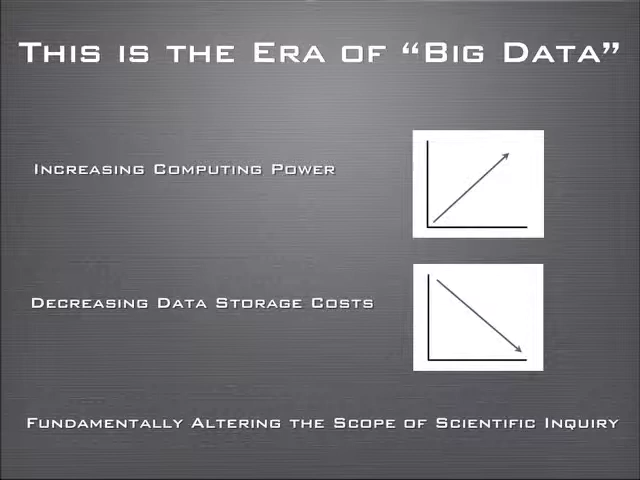 This is the Era of “Big Data”
Increasing Computing Power
Decreasing Data Storage Costs
Fundamentally Altering the Scope of Scientific Inquiry